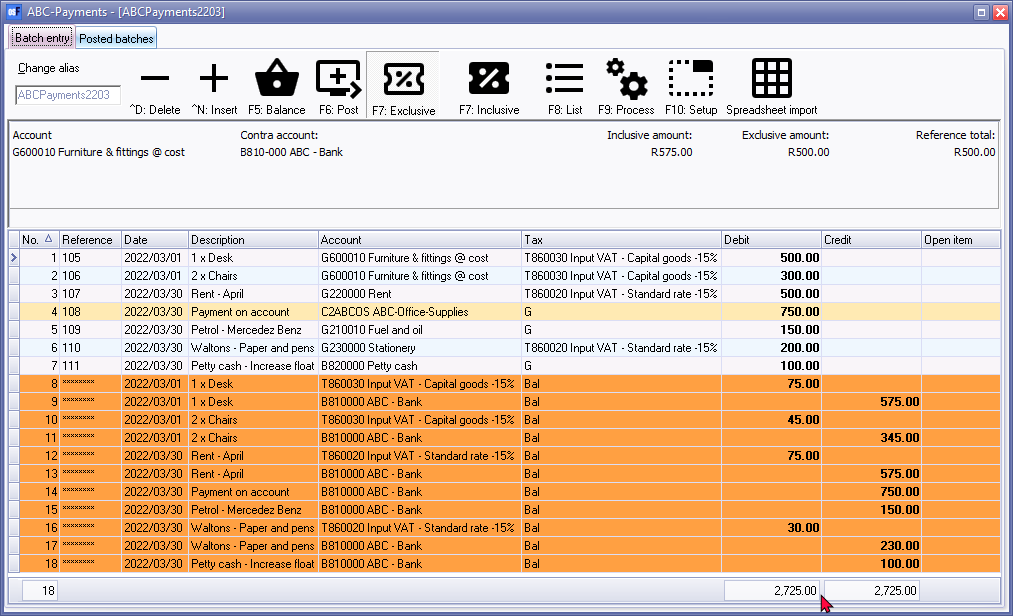 ABC-Payments - [ABCPayments2203]
Batch entry Posted batches
Change alias
ABCPayments2203
^D: Delete ^N: Insert F5: Balance F6: Post F7: Exclusive F7: Inclusive F8: List F9: Process F10: Setup Spreadsheet import
Account Contra account: Inclusive amount: Exclusive amount: Reference total:
G600010 Furniture & fittings @ cost B810-000 ABC - Bank R575.00 R500.00 R500.00
No. Reference Date Description Account Tax Debit Credit Open item
1 105 2022/03/01 1 x Desk G600010 Furniture & fittings @ cost T860030 Input VAT - Capital goods -15% 500.00
2 106 2022/03/01 2 x Chairs G600010 Furniture & fittings @ cost T860030 Input VAT - Capital goods -15% 300.00
3 107 2022/03/30 Rent - April G220000 Rent T860020 Input VAT - Standard rate -15% 500.00
4 108 2022/03/30 Payment on account C2ABCOS ABC-Office-Supplies G 750.00
5 109 2022/03/30 Petrol - Mercedez Benz G210010 Fuel and oil G 150.00
6 110 2022/03/30 Waltons - Paper and pens G230000 Stationery T860020 Input VAT - Standard rate -15% 200.00
7 111 2022/03/30 Petty cash - Increase float B820000 Petty cash G 100.00
8 ******** 2022/03/01 1 x Desk T860030 Input VAT - Capital goods -15% Bal 75.00
9 ******** 2022/03/01 1 x Desk B810000 ABC - Bank Bal 575.00
10 ******** 2022/03/01 2 x Chairs T860030 Input VAT - Capital goods -15% Bal 45.00
11 ******** 2022/03/01 2 x Chairs B810000 ABC - Bank Bal 345.00
12 ******** 2022/03/30 Rent - April T860020 Input VAT - Standard rate -15% Bal 75.00
13 ******** 2022/03/30 Rent - April B810000 ABC - Bank Bal 575.00
14 ******** 2022/03/30 Payment on account B810000 ABC - Bank Bal 750.00
15 ******** 2022/03/30 Petrol - Mercedez Benz B810000 ABC - Bank Bal 150.00
16 ******** 2022/03/30 Waltons - Paper and pens T860020 Input VAT - Standard rate -15% Bal 30.00
17 ******** 2022/03/30 Waltons - Paper and pens B810000 ABC - Bank Bal 230.00
18 ******** 2022/03/30 Petty cash - Increase float B810000 ABC - Bank Bal 100.00
18 2,725.00 2,725.00